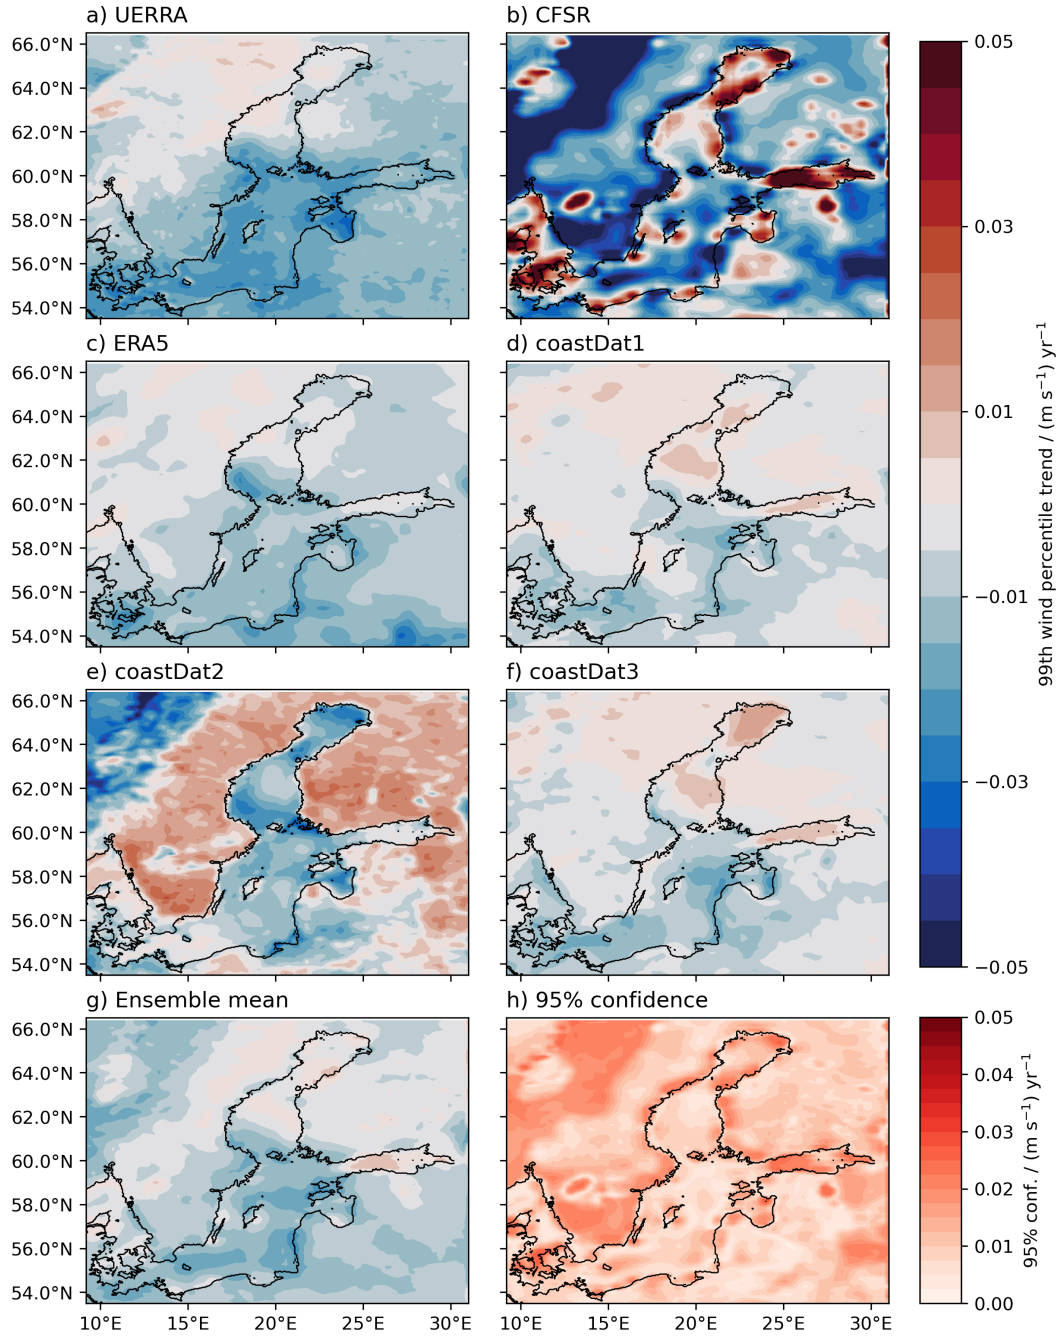 a) UERRA
b) CFSR
66.0°N
64.0°N
62.0°N
60.0°N
58.0°N
56.0°N
54.0°N
c) ERA5
d) coastDat1
66.0°N
64.0°N
62.0°N
60.0°N
58.0°N
56.0°N
54.0°N
e) coastDat2
f) coastDat3
66.0°N
64.0°N
62.0°N
60.0°N
58.0°N
56.0°N
54.0°N
g) Ensemble mean
h) 95% confidence
66.0°N
64.0°N
62.0°N
60.0°N
58.0°N
56.0°N
54.0°N
10°E 15°E 20°E 25°E 30°E
10°E 15°E 20°E 25°E 30°E
0.05
0.03
0.01
−0.01
−0.03
−0.05
99th wind percentile trend / (m s⁻¹) yr⁻¹
0.05
0.04
0.03
0.02
0.01
0.00
95% conf. / (m s⁻¹) yr⁻¹